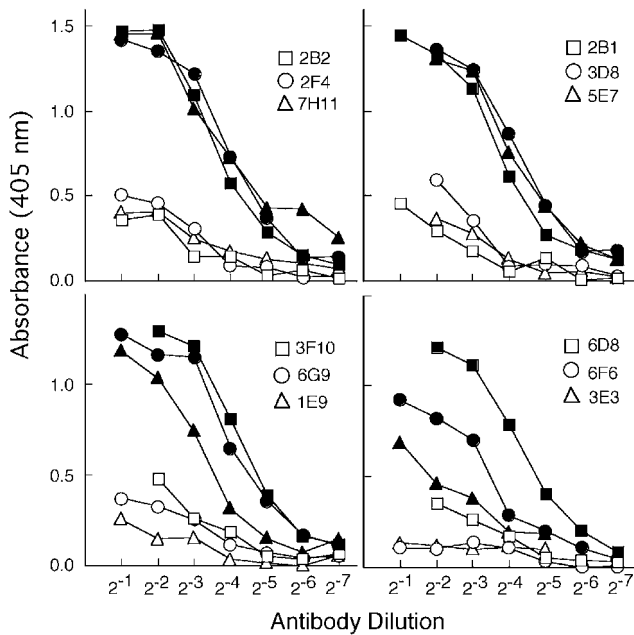 Absorbance (405 nm)
1.5
1.0
0.5
0.0
2B2
2F4
7H11
2B1
3D8
5E7
1.0
0.5
0.0
3F10
6G9
1E9
6D8
6F6
3E3
2-1 2-2 2-3 2-4 2-5 2-6 2-7
2-1 2-2 2-3 2-4 2-5 2-6 2-7
Antibody Dilution